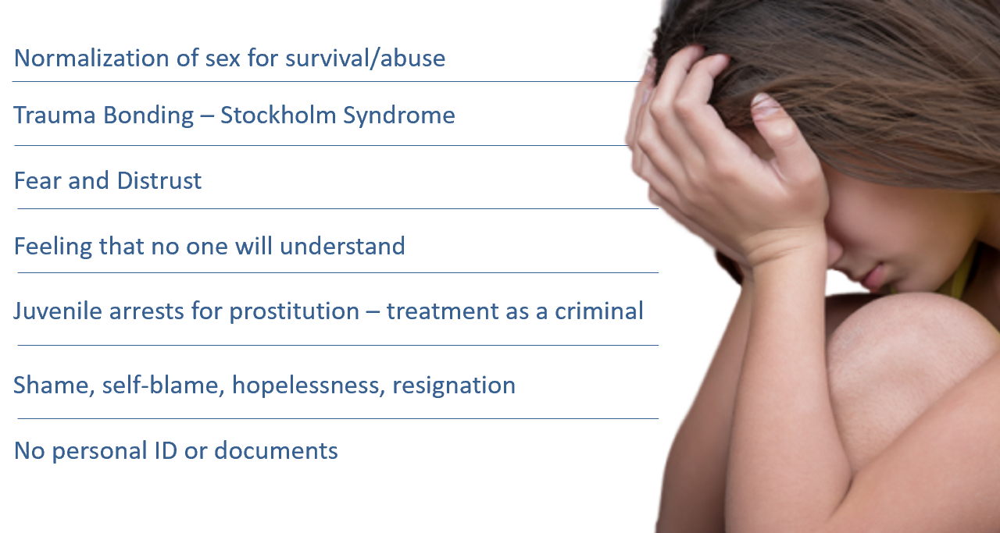 Normalization of sex for survival/abuse
Trauma Bonding – Stockholm Syndrome
Fear and Distrust
Feeling that no one will understand
Juvenile arrests for prostitution – treatment as a criminal
Shame, self-blame, hopelessness, resignation
No personal ID or documents